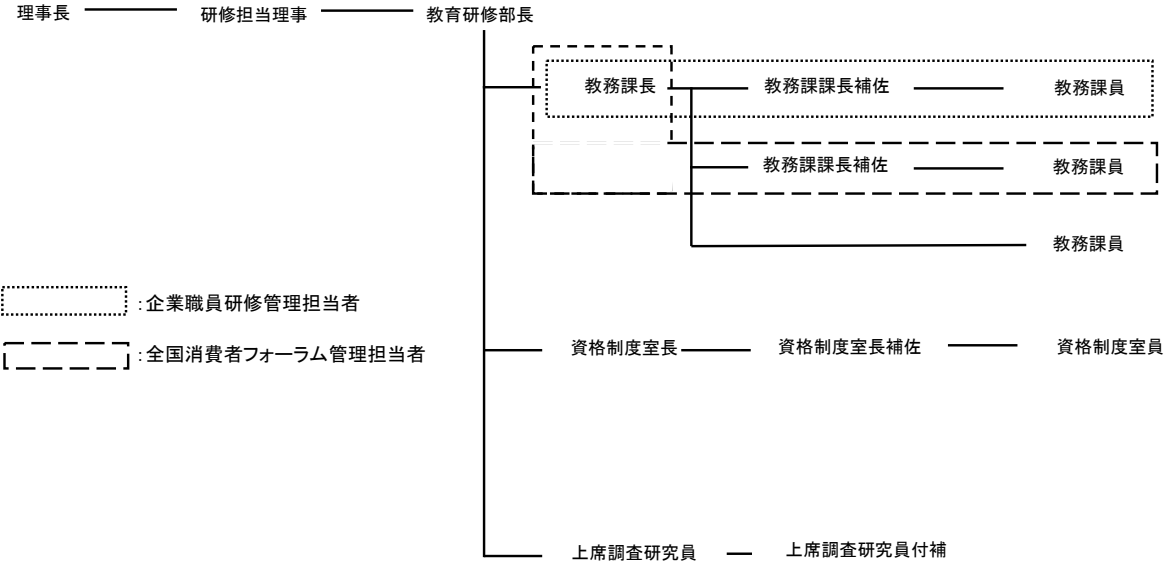 理事長 研修担当理事 教育研修部長
教務課長 教務課課長補佐 教務課員
教務課課長補佐 教務課員
教務課員
:企業職員研修管理担当者
資格制度室長 資格制度室長補佐 資格制度室員
:全国消費者フォーラム管理担当者
上席調査研究員 上席調査研究員付補